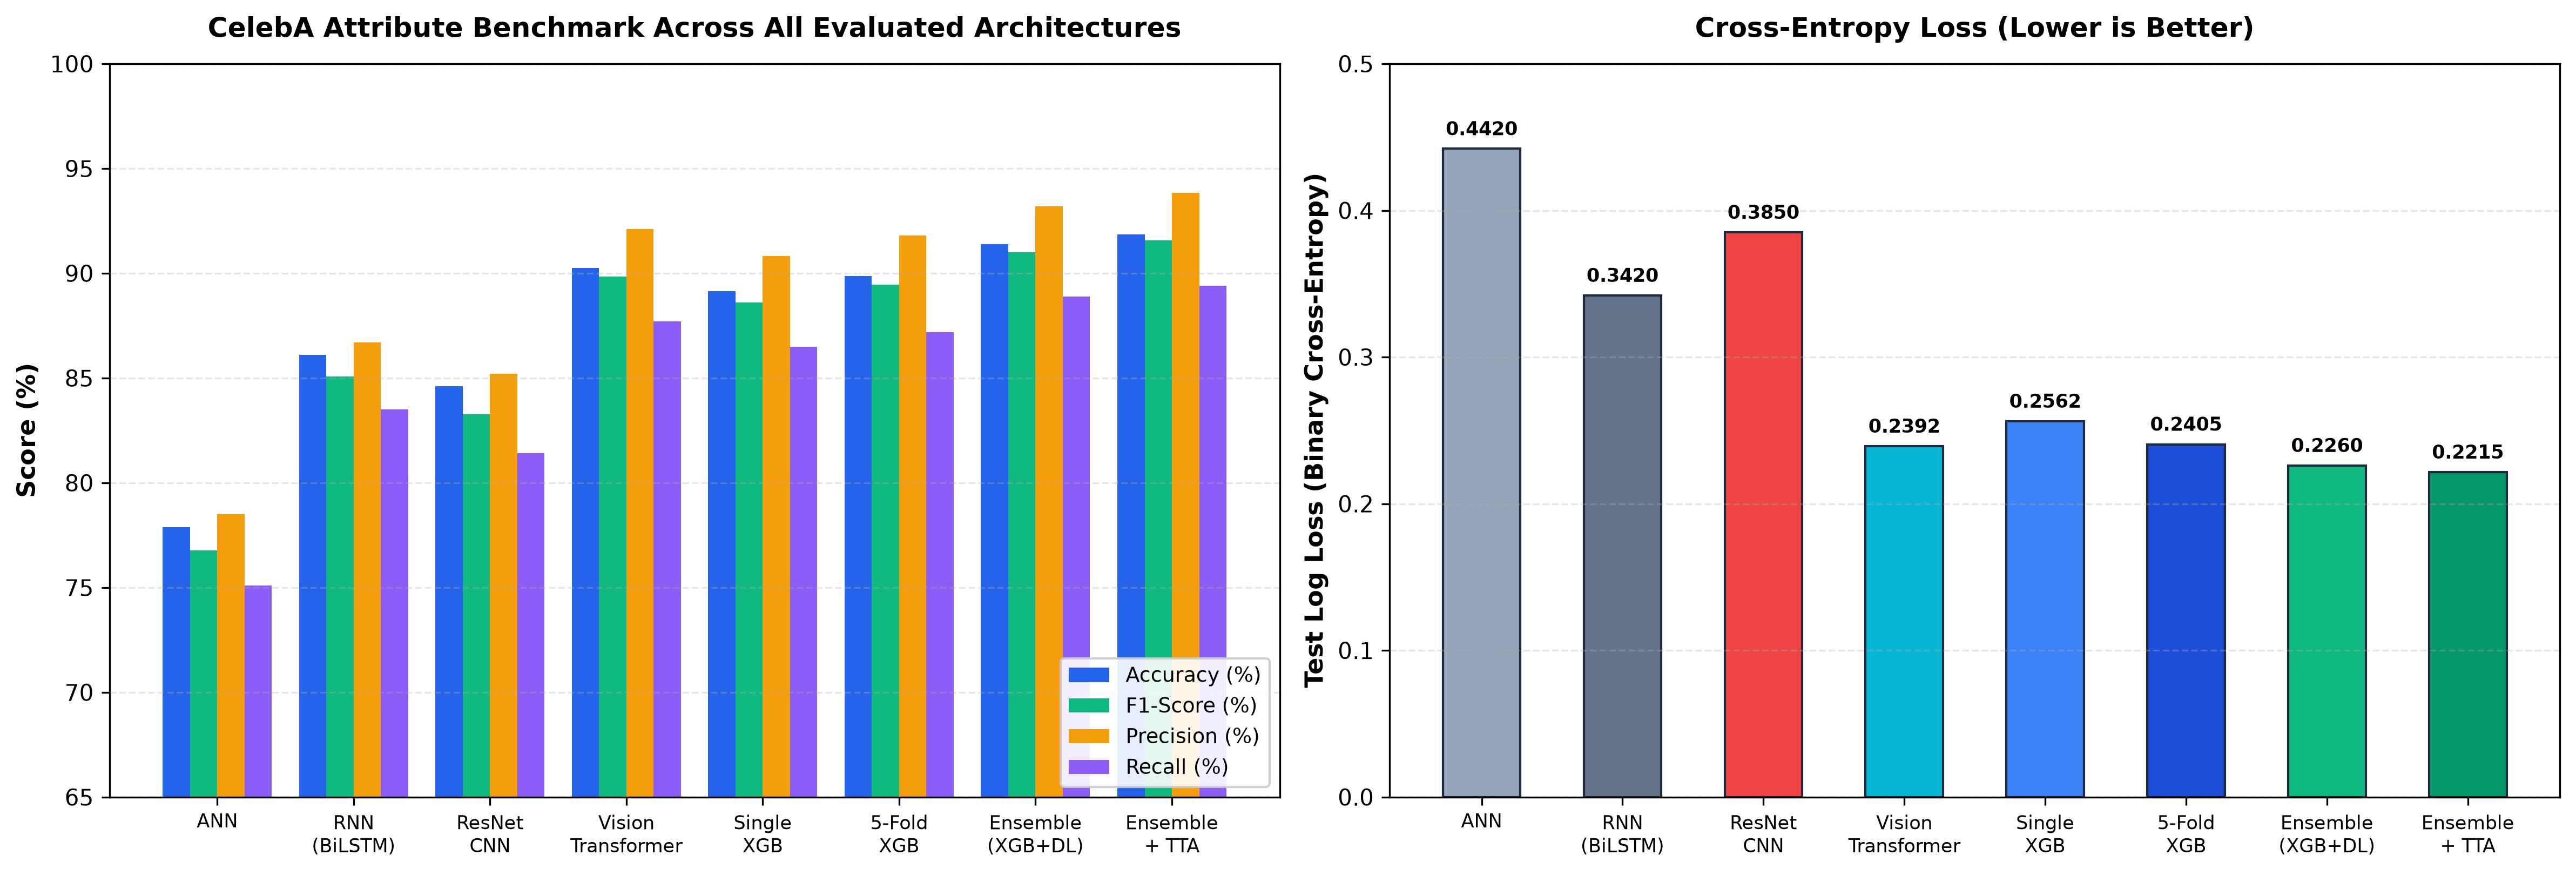 CelebA Attribute Benchmark Across All Evaluated Architectures
Score (%)
100
95
90
85
80
75
70
65
ANN
RNN
(BiLSTM)
ResNet
CNN
Vision
Transformer
Single
XGB
5-Fold
XGB
Ensemble
(XGB+DL)
Ensemble
+ TTA
Accuracy (%)
F1-Score (%)
Precision (%)
Recall (%)
Cross-Entropy Loss (Lower is Better)
Test Log Loss (Binary Cross-Entropy)
0.5
0.4
0.3
0.2
0.1
0.0
0.4420
0.3420
0.3850
0.2392
0.2562
0.2405
0.2260
0.2215
ANN
RNN
(BiLSTM)
ResNet
CNN
Vision
Transformer
Single
XGB
5-Fold
XGB
Ensemble
(XGB+DL)
Ensemble
+ TTA